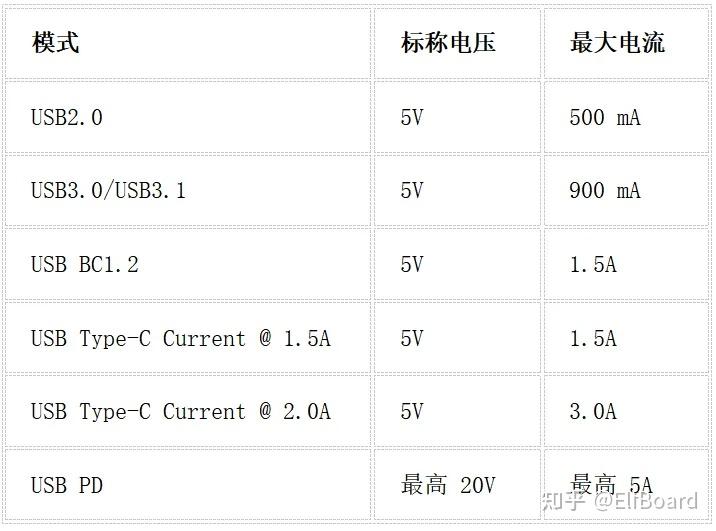 模式 标称电压 最大电流
USB2.0 5V 500 mA
USB3.0/USB3.1 5V 900 mA
USB BC1.2 5V 1.5A
USB Type-C Current @ 1.5A 5V 1.5A
USB Type-C Current @ 2.0A 5V 3.0A
USB PD 最高 20V 最高 5A
知乎 @ElfBoard